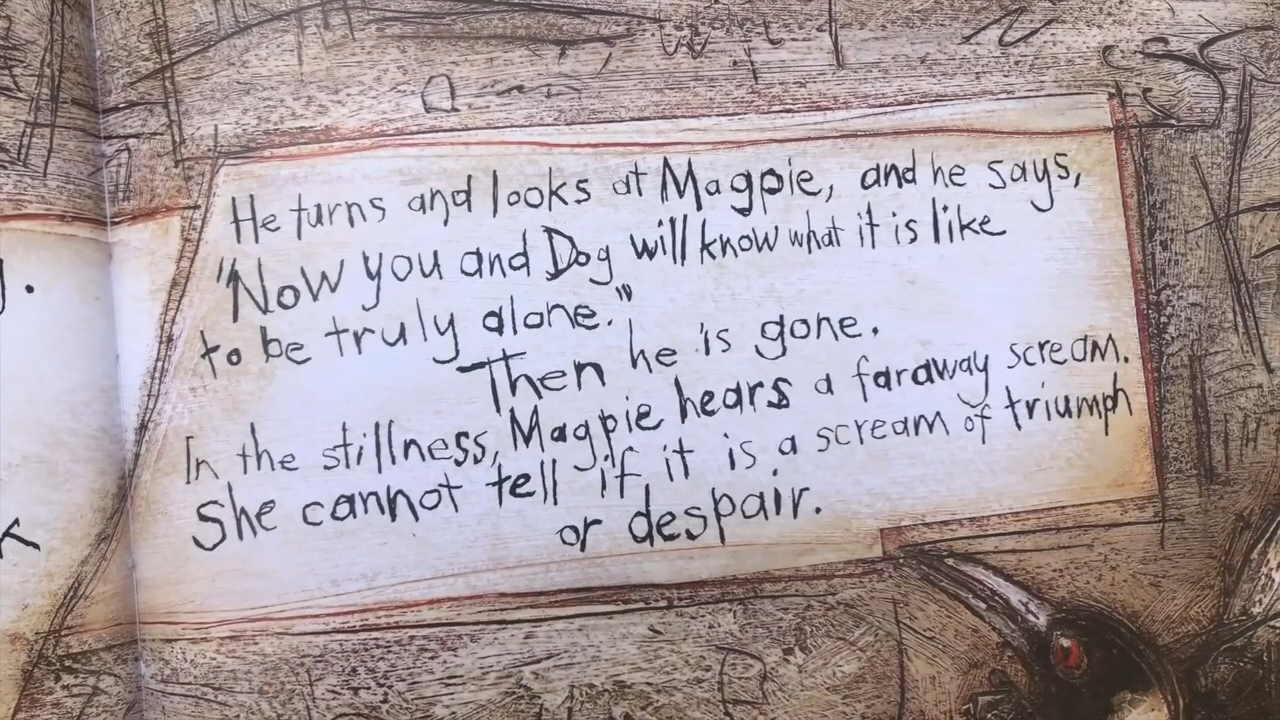 He turns and looks at Magpie, and he says,
"Now you and Dog will know what it is like
to be truly alone."
Then he is gone.
In the stillness, Magpie hears a faraway scream.
She cannot tell if it is a scream of triumph
or despair.